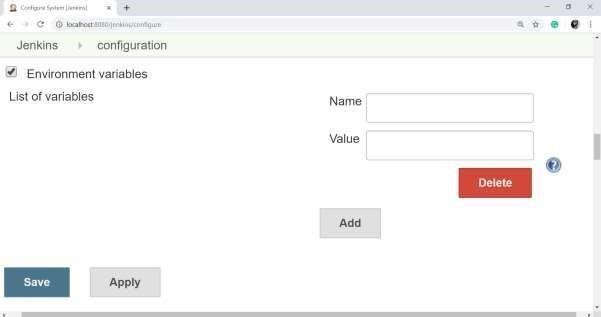 Configure System [Jenkins]
localhost:8080/jenkins/configure
Jenkins configuration
Environment variables
List of variables
Name
Value
Delete
Add
Save Apply